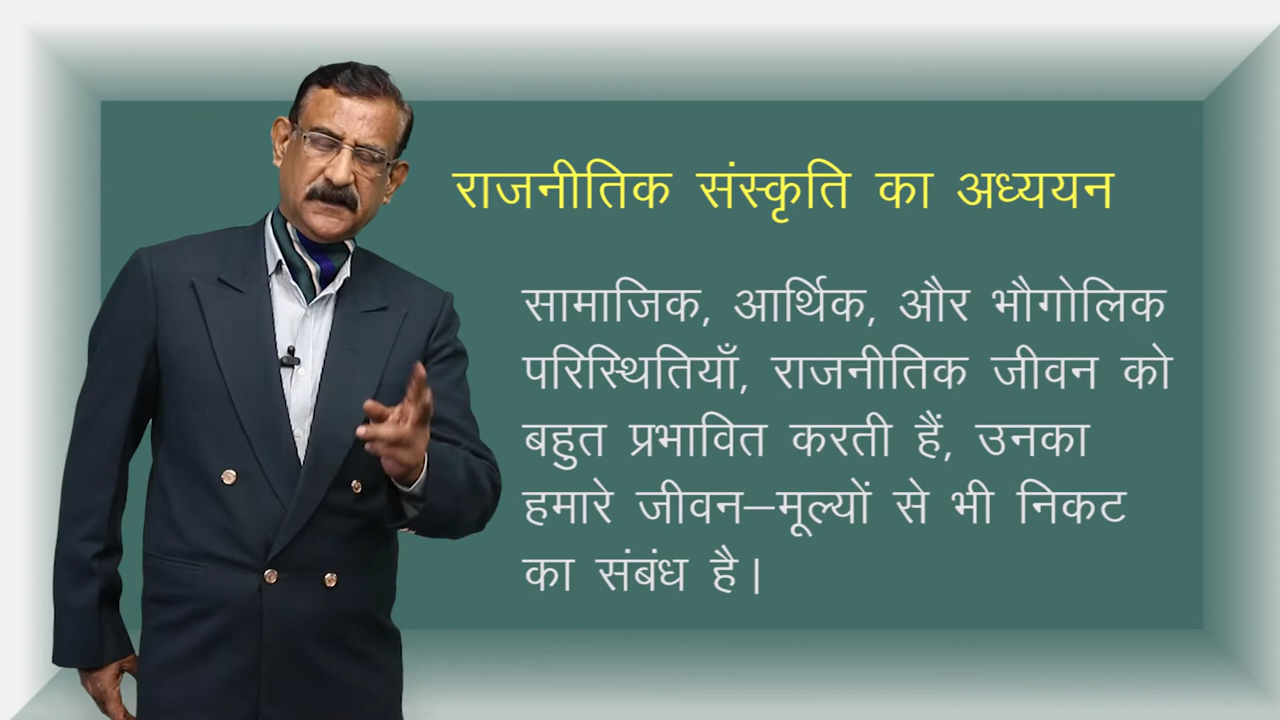 राजनीतिक संस्कृति का अध्ययन
सामाजिक, आर्थिक, और भौगोलिक
परिस्थितियाँ, राजनीतिक जीवन को
बहुत प्रभावित करती हैं, उनका
हमारे जीवन–मूल्यों से भी निकट
का संबंध है।